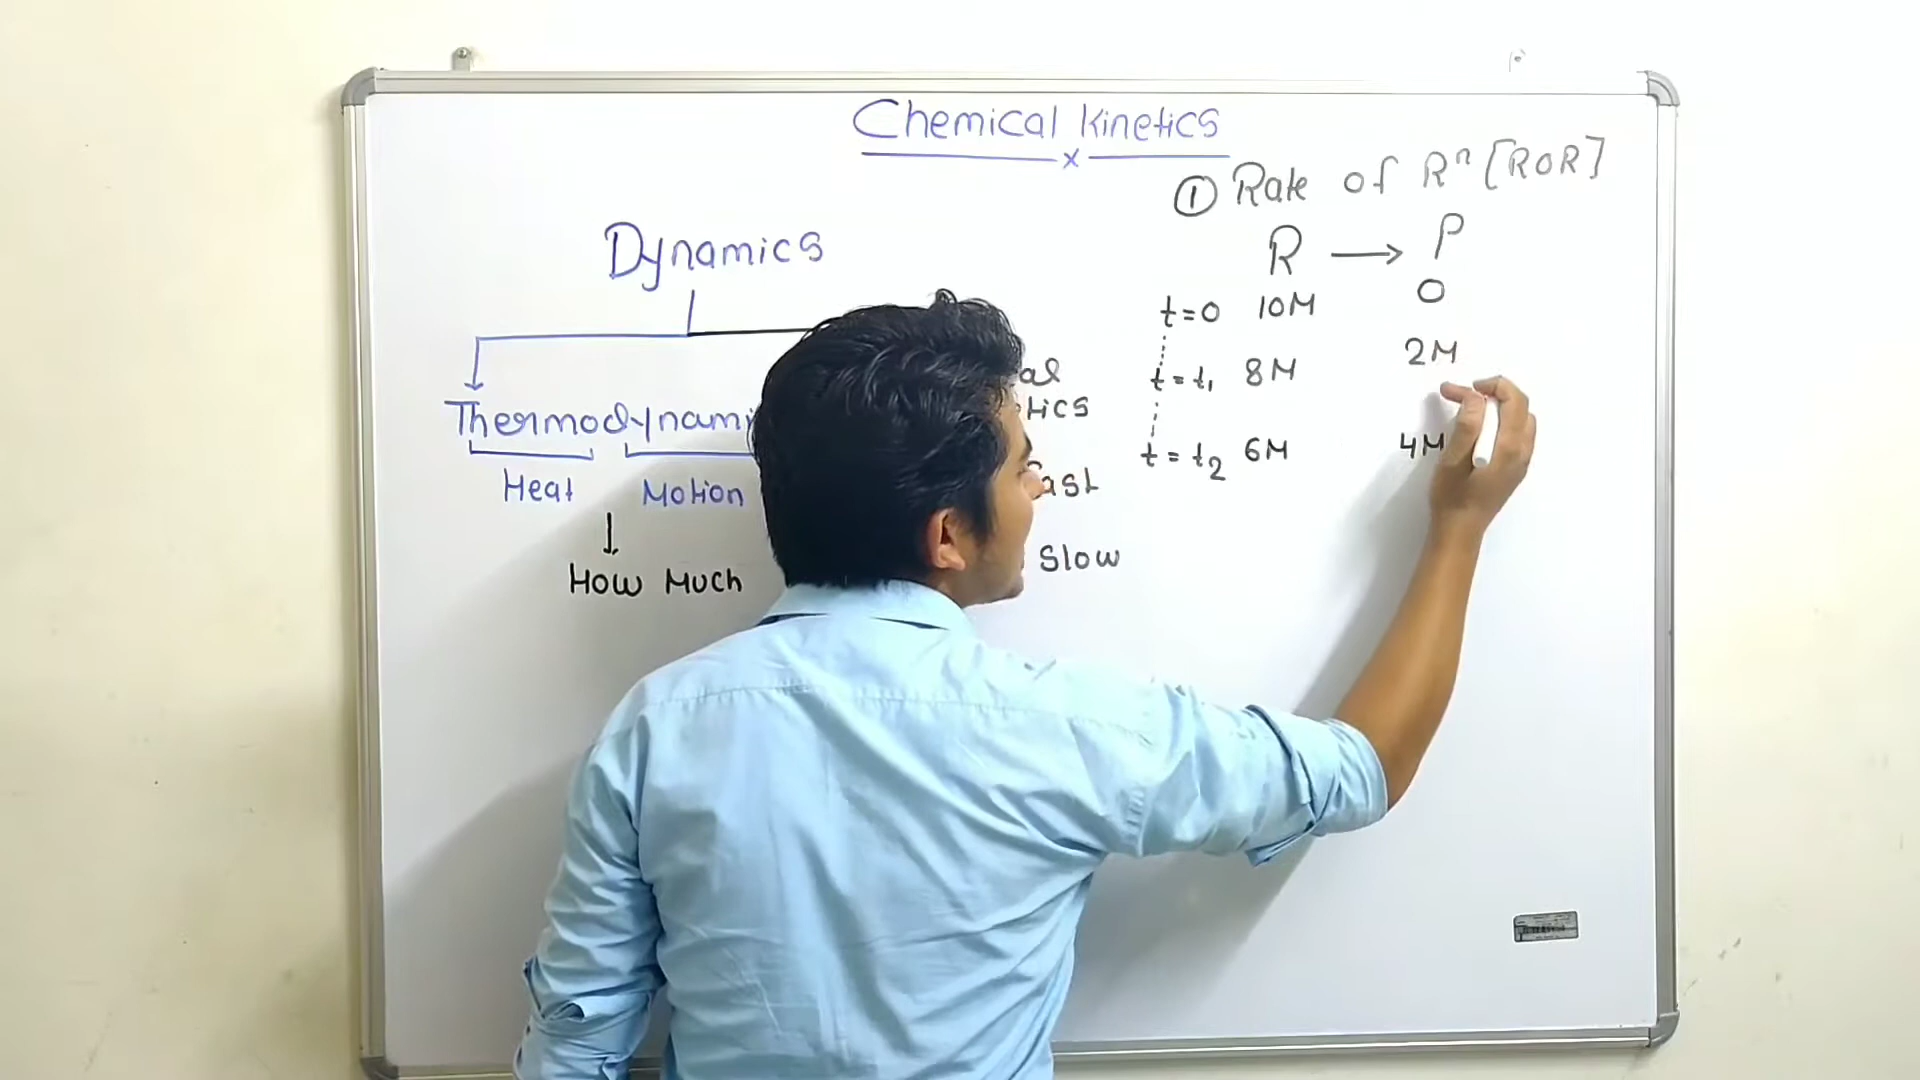 Chemical Kinetics
x
① Rate of Rⁿ [ROR]
Dynamics
R → P
t=0 10M 0
t = t₁ 8M 2M
t = t₂ 6M 4M
Heat Motion
Slow
How Much